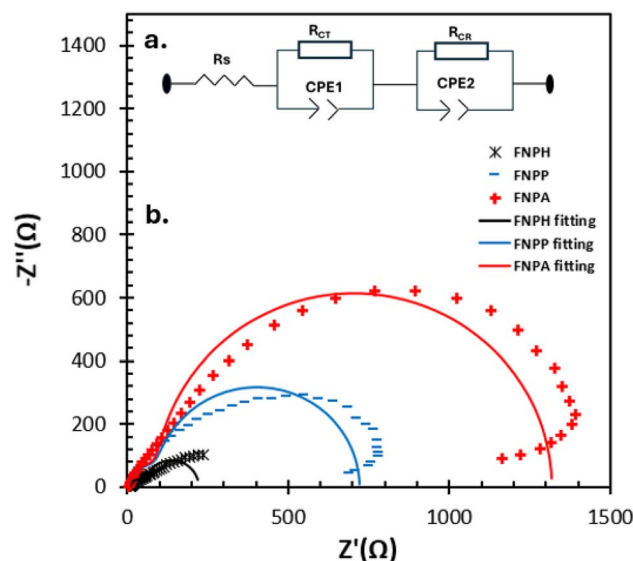 a.
Rs
RCT
CPE1
RCR
CPE2
b.
FNPH
FNPP
FNPA
FNPH fitting
FNPP fitting
FNPA fitting
-Z''(Ω)
1400
1200
1000
800
600
400
200
0
0 500 1000 1500
Z'(Ω)